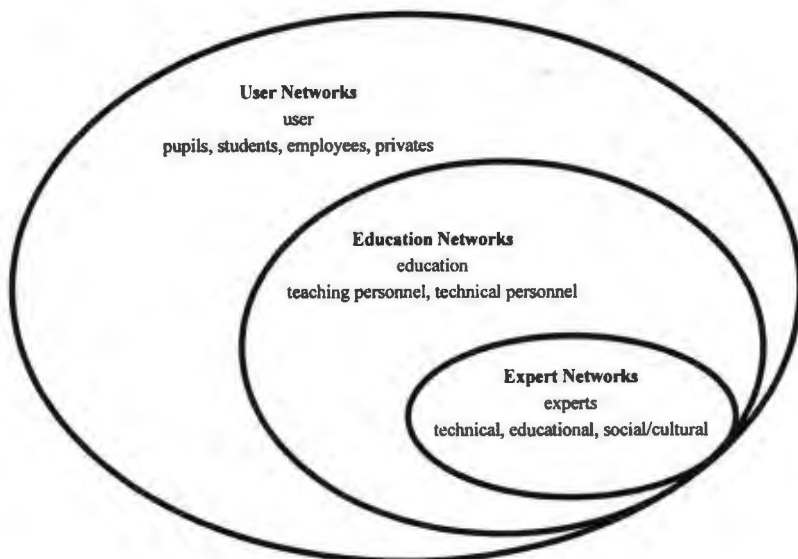 User Networks
user
pupils, students, employees, privates
Education Networks
education
teaching personnel, technical personnel
Expert Networks
experts
technical, educational, social/cultural